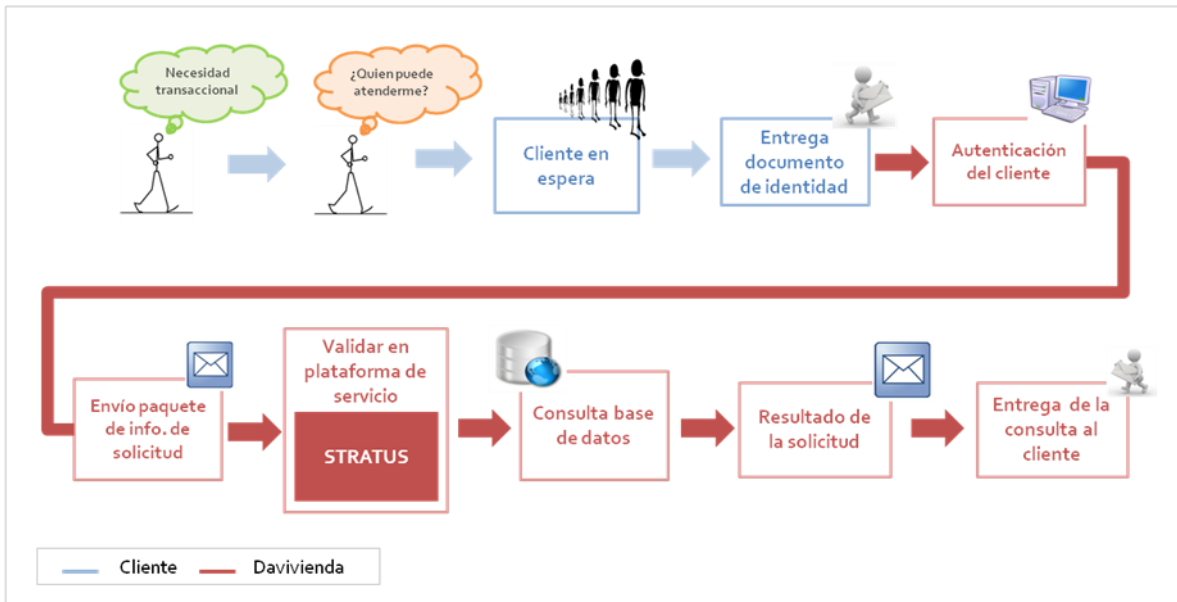 Necesidad
transaccional
¿Quien puede
atenderme?
Cliente en
espera
Entrega
documento
de identidad
Autenticación
del cliente
Envío paquete
de info. de
solicitud
Validar en
plataforma de
servicio
STRATUS
Consulta base
de datos
Resultado de
la solicitud
Entrega de la
consulta al
cliente
Cliente
Davivienda